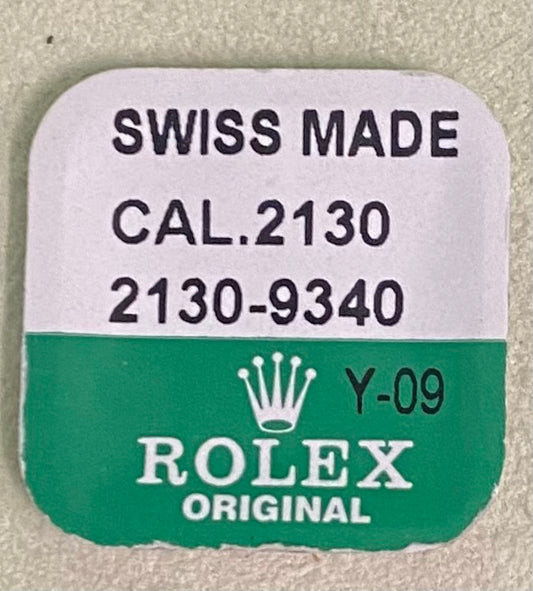 SWISS MADE
CAL.2130
2130-9340
Y-09
ROLEX
ORIGINAL